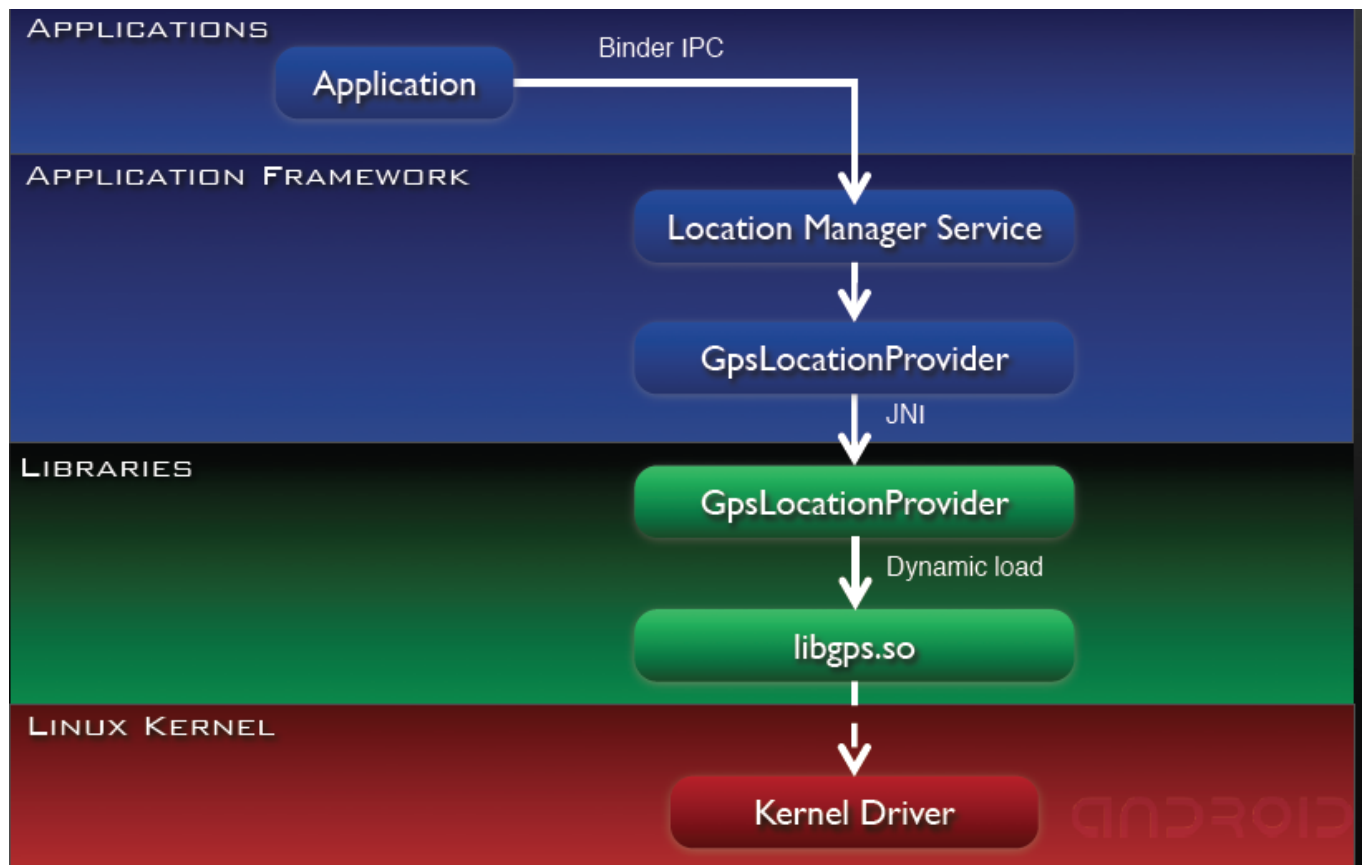 APPLICATIONS
Binder IPC
Application
APPLICATION FRAMEWORK
Location Manager Service
GpsLocationProvider
JNI
LIBRARIES
GpsLocationProvider
Dynamic load
libgps.so
LINUX KERNEL
Kernel Driver
ANDROID